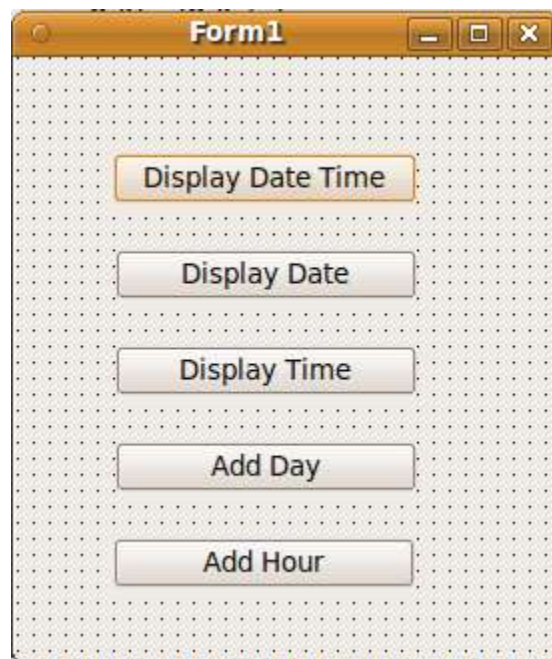 Form1
Display Date Time
Display Date
Display Time
Add Day
Add Hour